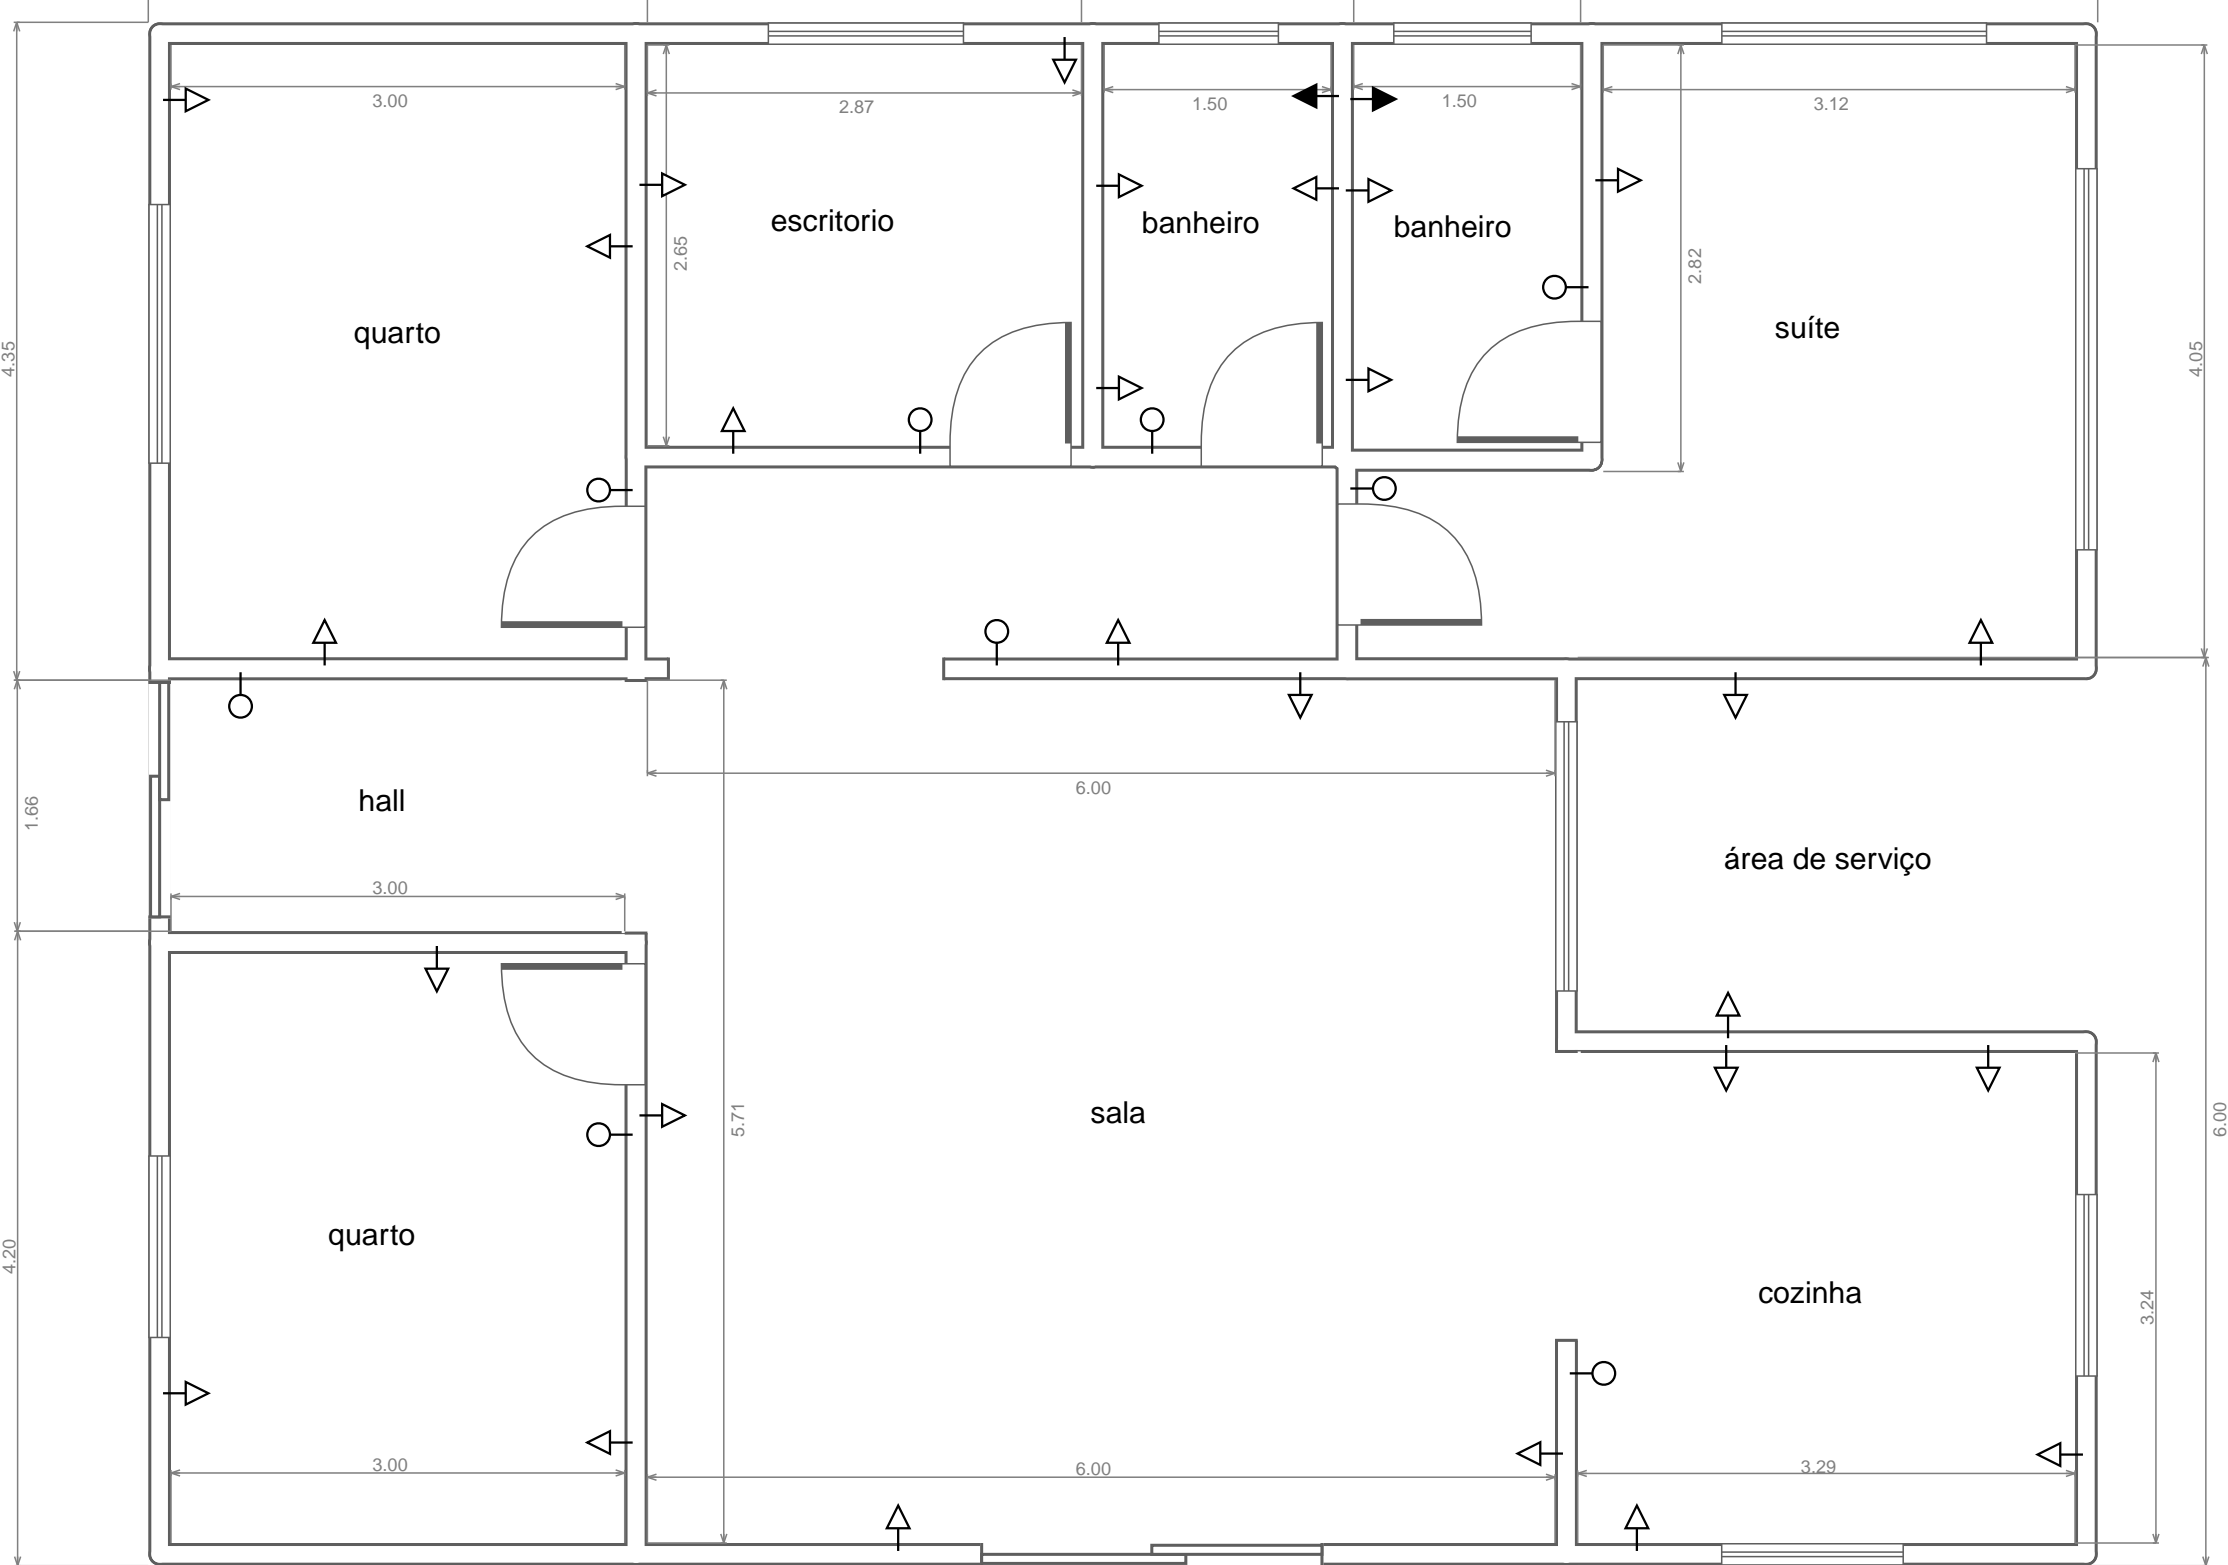 3.00
2.87
1.50
1.50
3.12
escritorio
banheiro
banheiro
2.65
2.82
quarto
suíte
4.35
4.05
6.00
hall
1.66
área de serviço
3.00
sala
5.71
6.00
quarto
4.20
cozinha
3.24
3.00
6.00
3.29